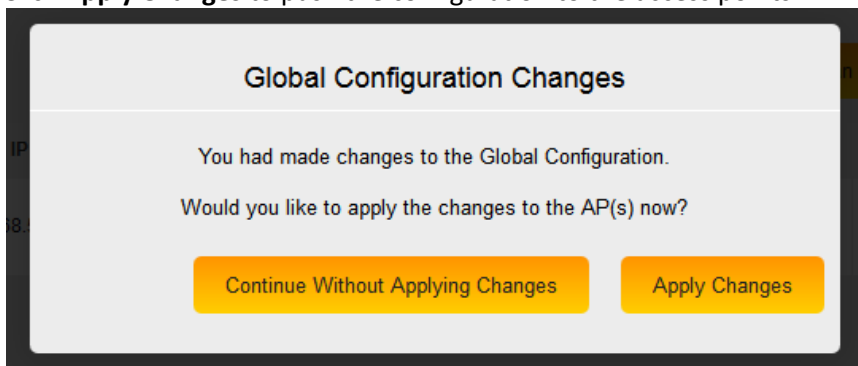 Global Configuration Changes
IP
You had made changes to the Global Configuration.
Would you like to apply the changes to the AP(s) now?
Continue Without Applying Changes Apply Changes